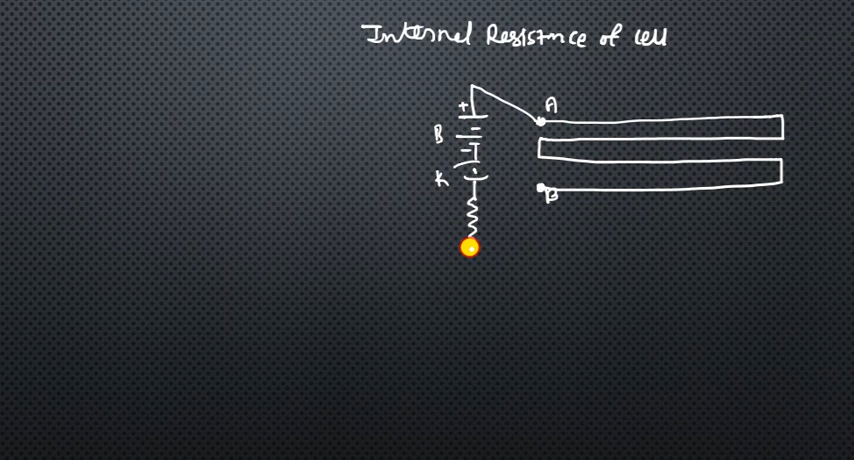 Internal Resistance of cell
A
+
B
-
K
B